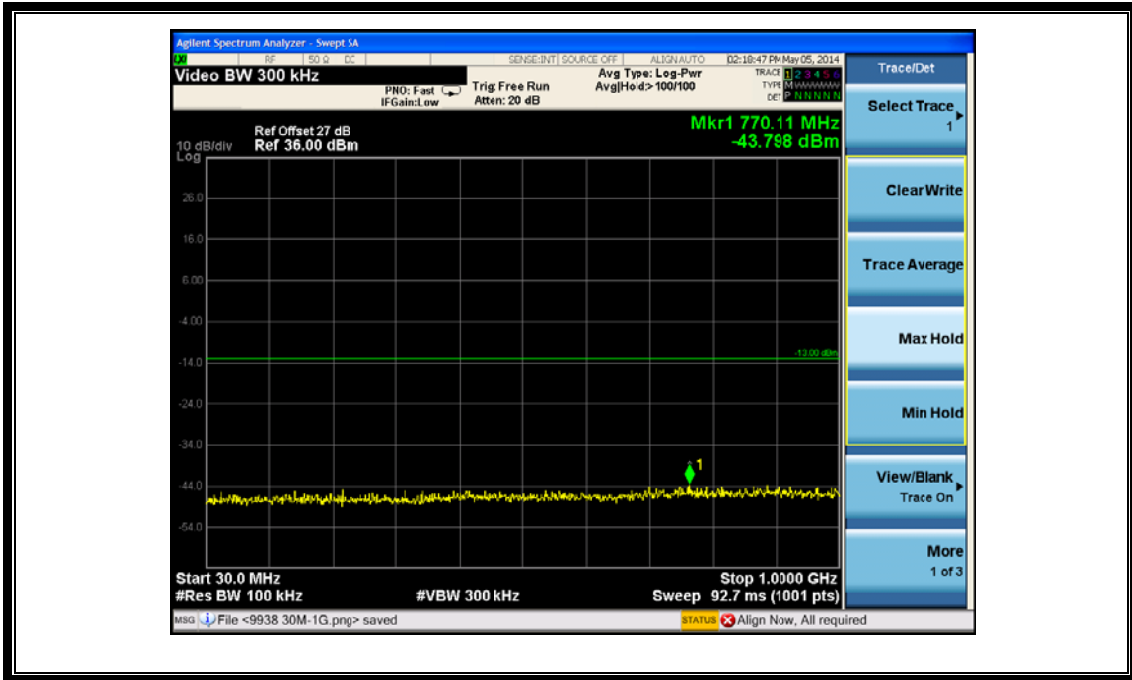 Agilent Spectrum Analyzer - Swept SA
LXI RF 50 Ω DC SENSE:INT SOURCE OFF ALIGN AUTO 02:18:47 PM May 05, 2014
Video BW 300 kHz
PNO: Fast
IFGain:Low
Trig: Free Run
Atten: 20 dB
Avg Type: Log-Pwr
Avg|Hold:> 100/100
TRACE 1 2 3 4 5 6
TYPE M W W W W W
DET P N N N N N
Ref Offset 27 dB
10 dB/div Ref 36.00 dBm
Log
Mkr1 770.11 MHz
-43.798 dBm
26.0
16.0
6.00
-4.00
-13.00 dBm
-14.0
-24.0
-34.0
1
-44.0
-54.0
Start 30.0 MHz
Stop 1.0000 GHz
#Res BW 100 kHz
#VBW 300 kHz
Sweep 92.7 ms (1001 pts)
MSG File <9938 30M-1G.png> saved
STATUS Align Now, All required
Trace/Det
Select Trace
1
Clear Write
Trace Average
Max Hold
Min Hold
View/Blank
Trace On
More
1 of 3